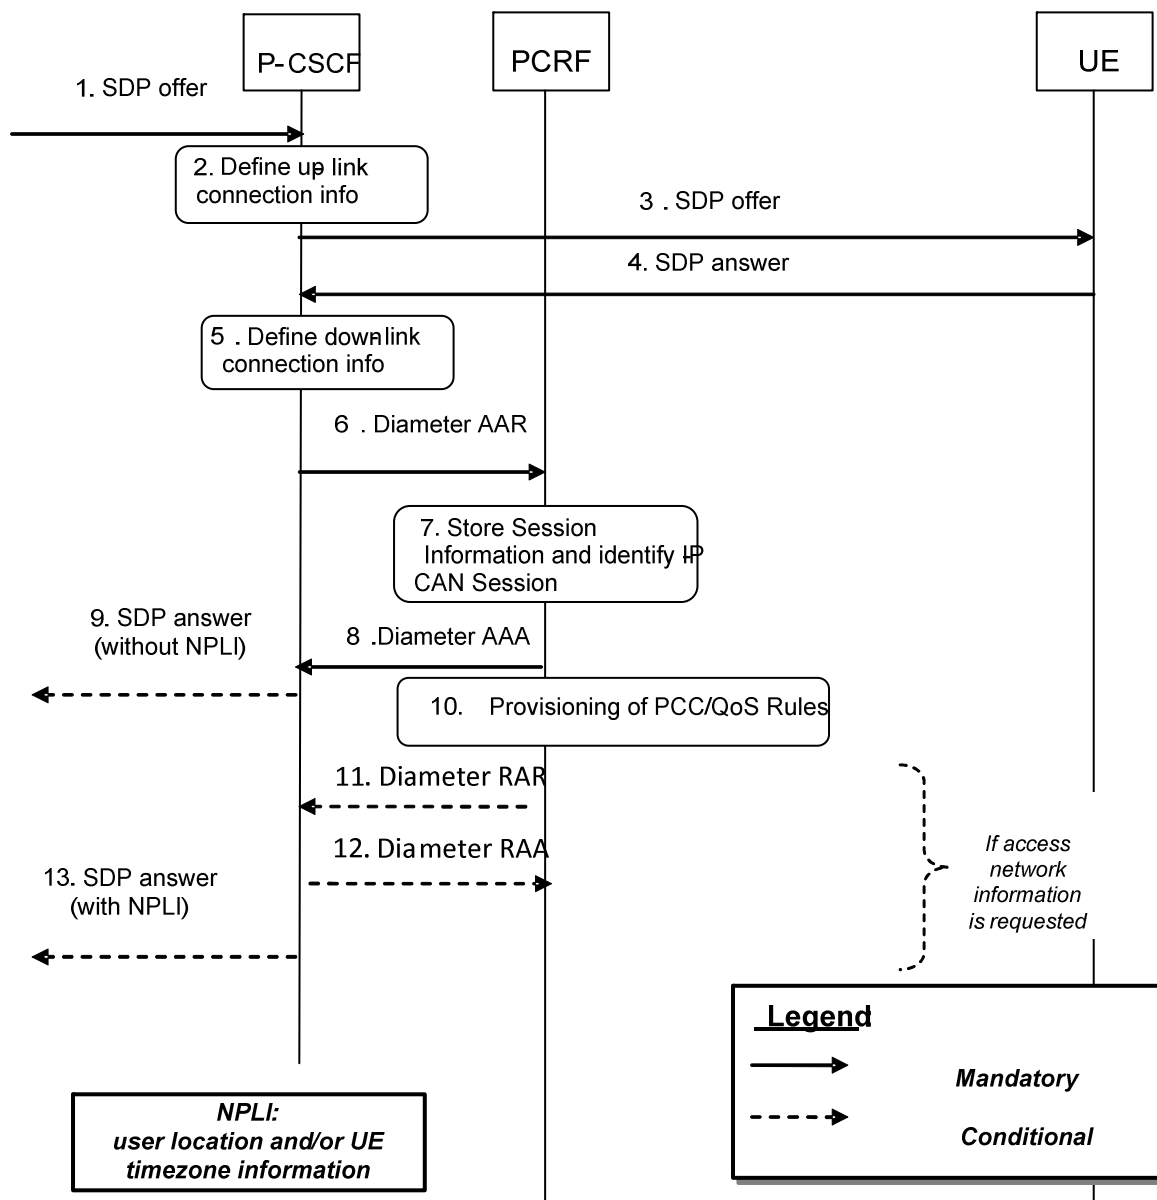 P-CSCF
PCRF
UE
1. SDP offer
2. Define up-link
connection info
3 . SDP offer
4. SDP answer
5 . Define down-link
connection info
6 . Diameter AAR
7. Store Session
Information and identify IP-
CAN Session
9. SDP answer
(without NPLI)
8 .Diameter AAA
10. Provisioning of PCC/QoS Rules
11. Diameter RAR
12. Diameter RAA
13. SDP answer
(with NPLI)
If access
network
information
is requested
Legend:
Mandatory
Conditional
NPLI:
user location and/or UE
timezone information